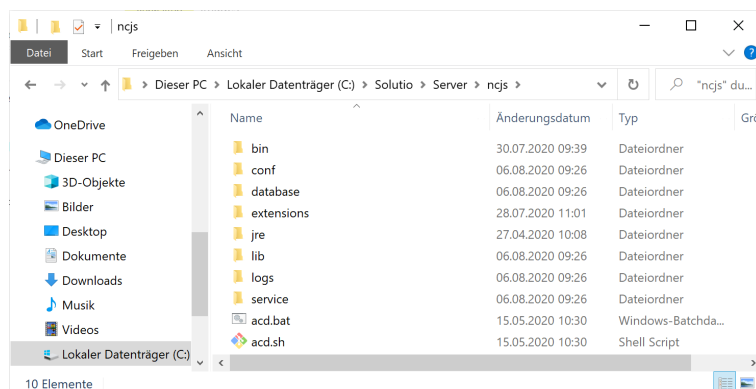 ncjs
Datei Start Freigeben Ansicht
Dieser PC Lokaler Datenträger (C:) Solutio Server ncjs "ncjs" du...
OneDrive
Dieser PC
3D-Objekte
Bilder
Desktop
Dokumente
Downloads
Musik
Videos
Lokaler Datenträger (C:)
Name Änderungsdatum Typ Grö
bin 30.07.2020 09:39 Dateiordner
conf 06.08.2020 09:26 Dateiordner
database 06.08.2020 09:26 Dateiordner
extensions 28.07.2020 11:01 Dateiordner
jre 27.04.2020 10:08 Dateiordner
lib 06.08.2020 09:26 Dateiordner
logs 06.08.2020 09:26 Dateiordner
service 06.08.2020 09:26 Dateiordner
acd.bat 15.05.2020 10:30 Windows-Batchda...
acd.sh 15.05.2020 10:30 Shell Script
10 Elemente